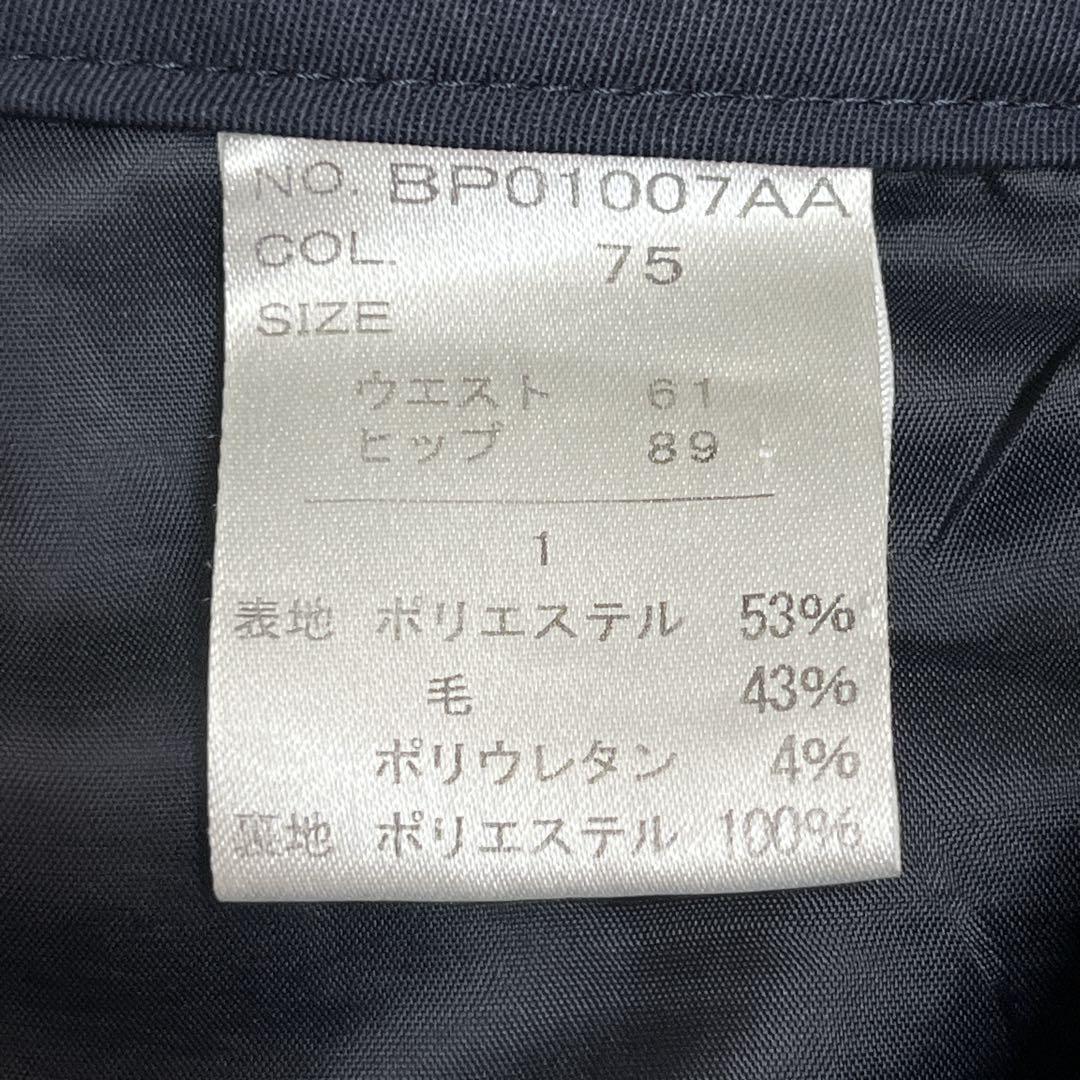 NO. BP01007AA
COL. 75
SIZE
ウエスト 61
ヒップ 89
1
表地 ポリエステル 53%
毛 43%
ポリウレタン 4%
裏地 ポリエステル 100%